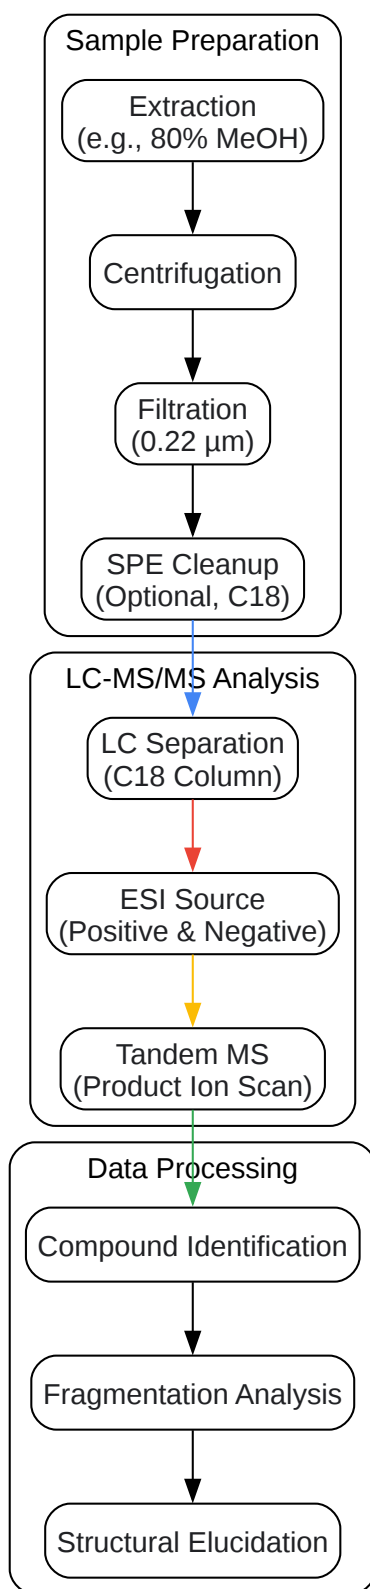 Sample Preparation
Extraction
(e.g., 80% MeOH)
Centrifugation
Filtration
(0.22 µm)
SPE Cleanup
(Optional, C18)
LC-MS/MS Analysis
LC Separation
(C18 Column)
ESI Source
(Positive & Negative)
Tandem MS
(Product Ion Scan)
Data Processing
Compound Identification
Fragmentation Analysis
Structural Elucidation